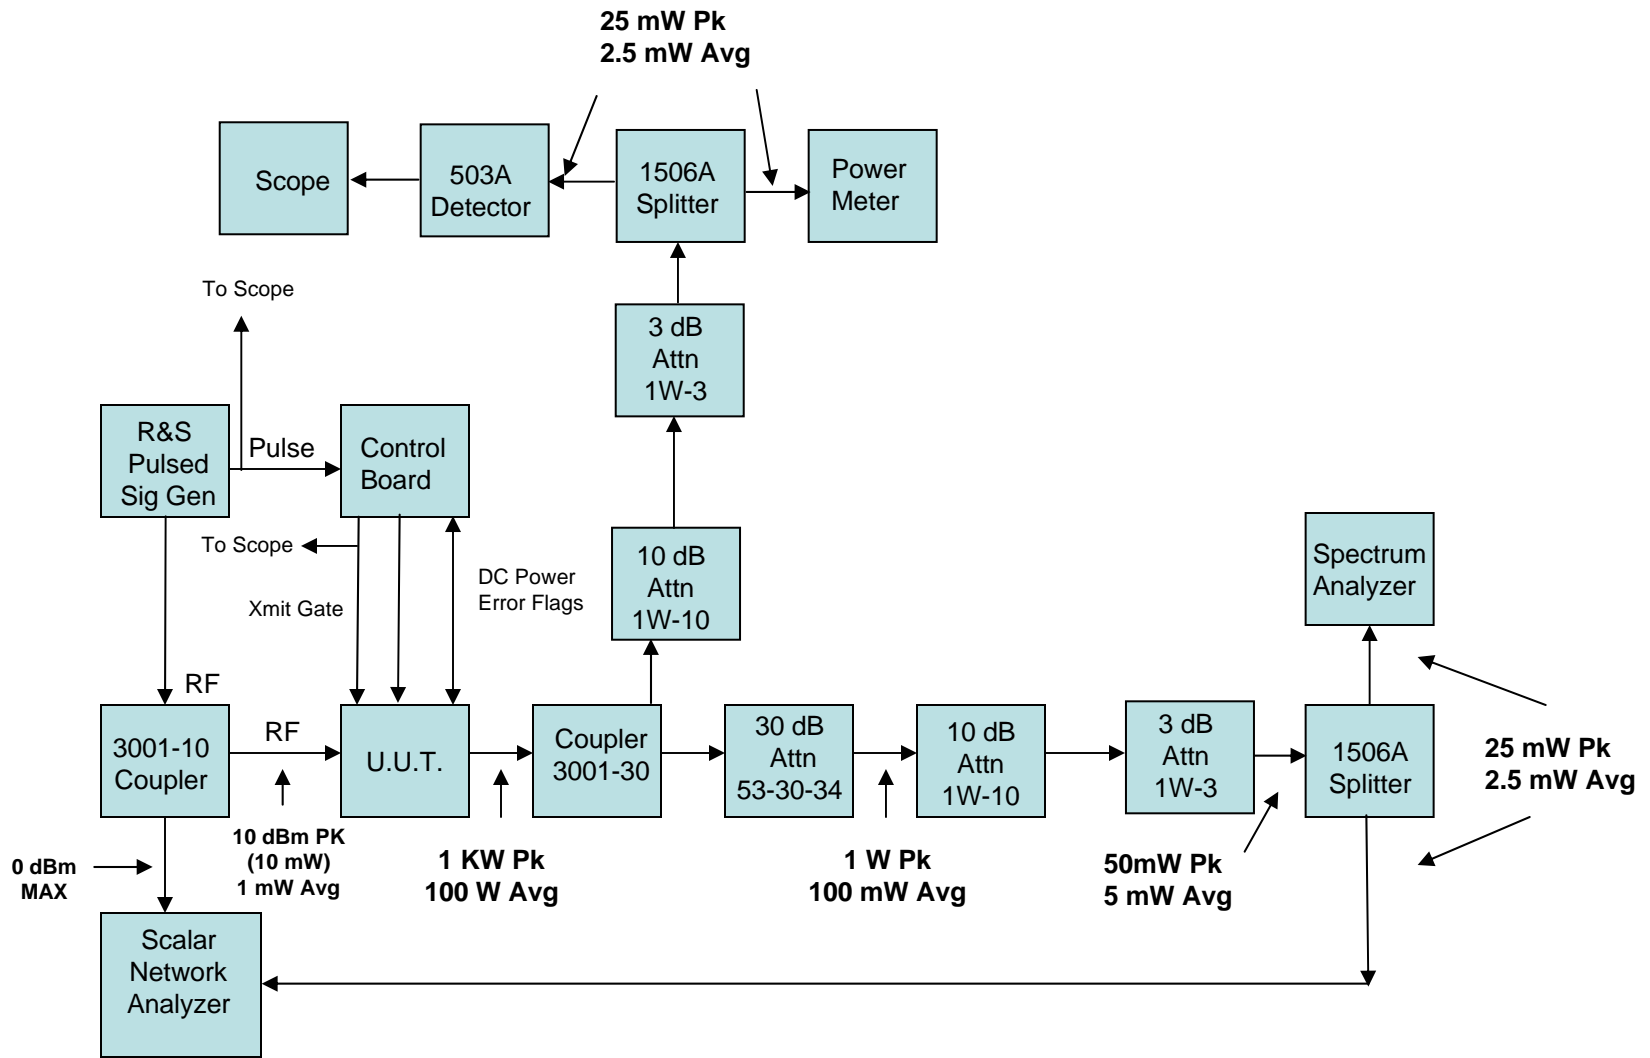 25 mW Pk
2.5 mW Avg
Scope
503A
Detector
1506A
Splitter
Power
Meter
To Scope
3 dB
Attn
1W-3
R&S
Pulsed
Sig Gen
Pulse
Control
Board
To Scope
Xmit Gate
DC Power
Error Flags
10 dB
Attn
1W-10
Spectrum
Analyzer
RF
3001-10
Coupler
RF
U.U.T.
Coupler
3001-30
30 dB
Attn
53-30-34
10 dB
Attn
1W-10
3 dB
Attn
1W-3
1506A
Splitter
25 mW Pk
2.5 mW Avg
0 dBm
MAX
10 dBm PK
(10 mW)
1 mW Avg
1 KW Pk
100 W Avg
1 W Pk
100 mW Avg
50mW Pk
5 mW Avg
Scalar
Network
Analyzer